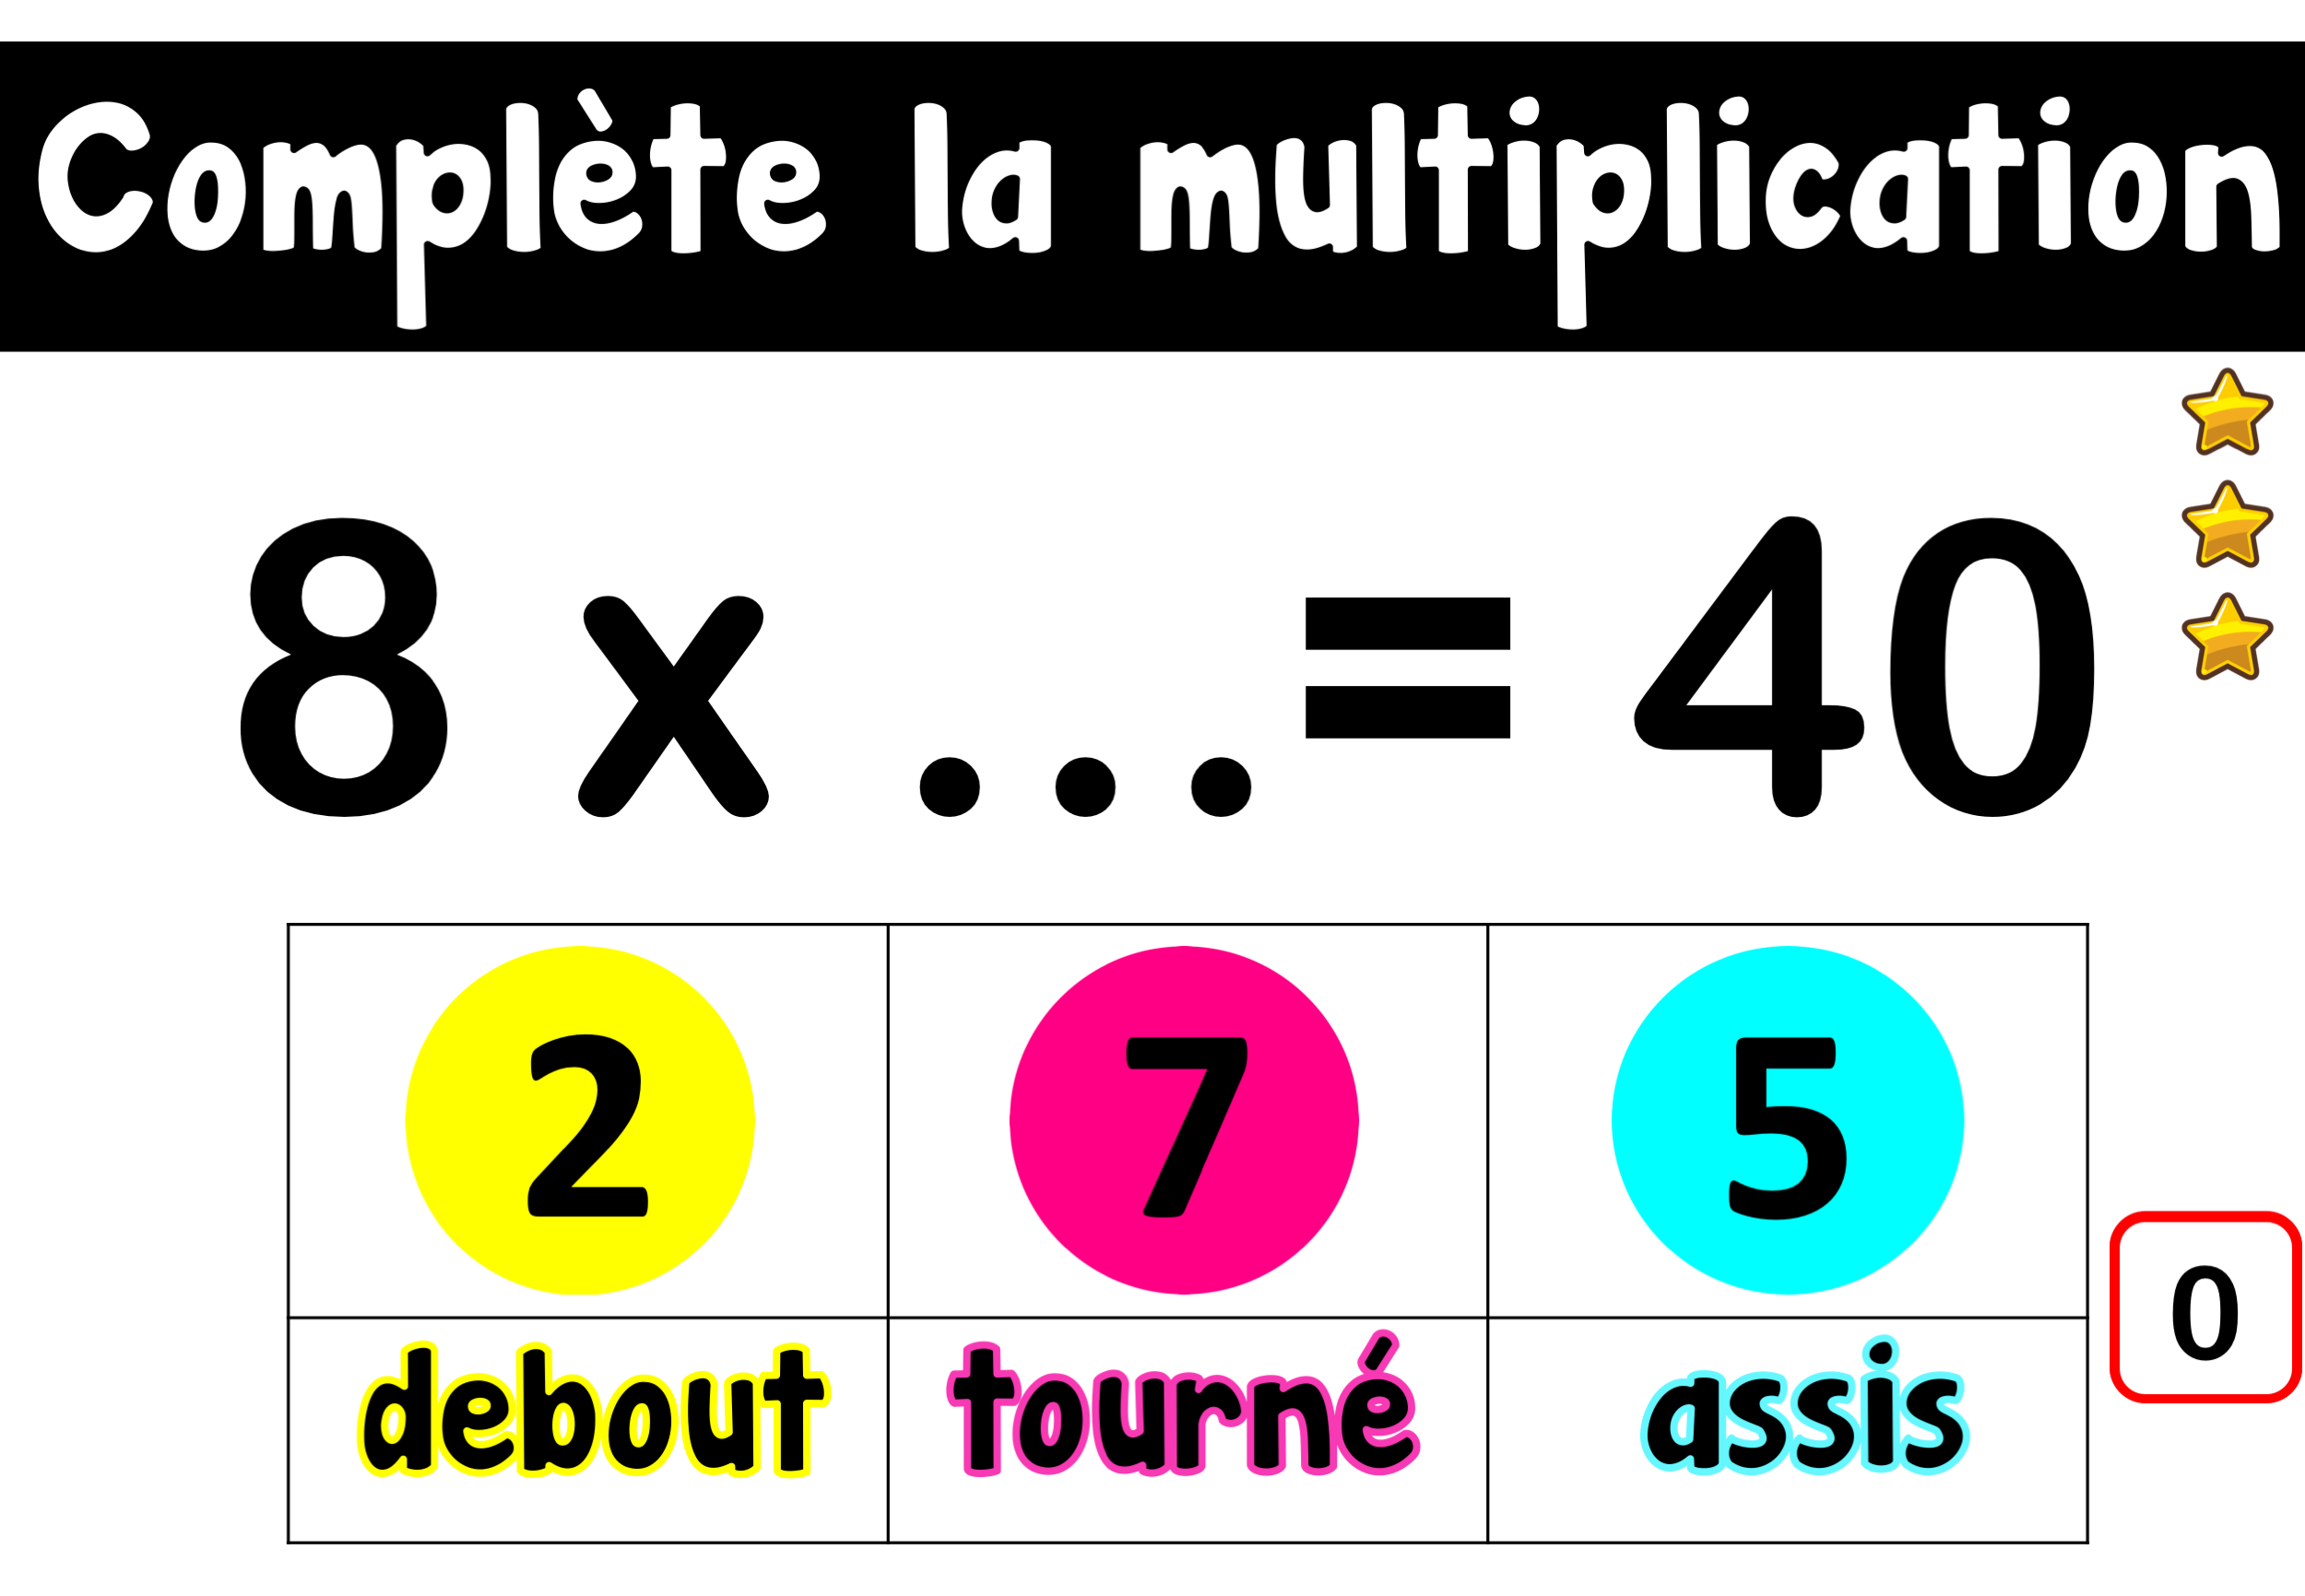 Complète la multiplication
8 x ... = 40
2 7 5
0
debout tourné assis